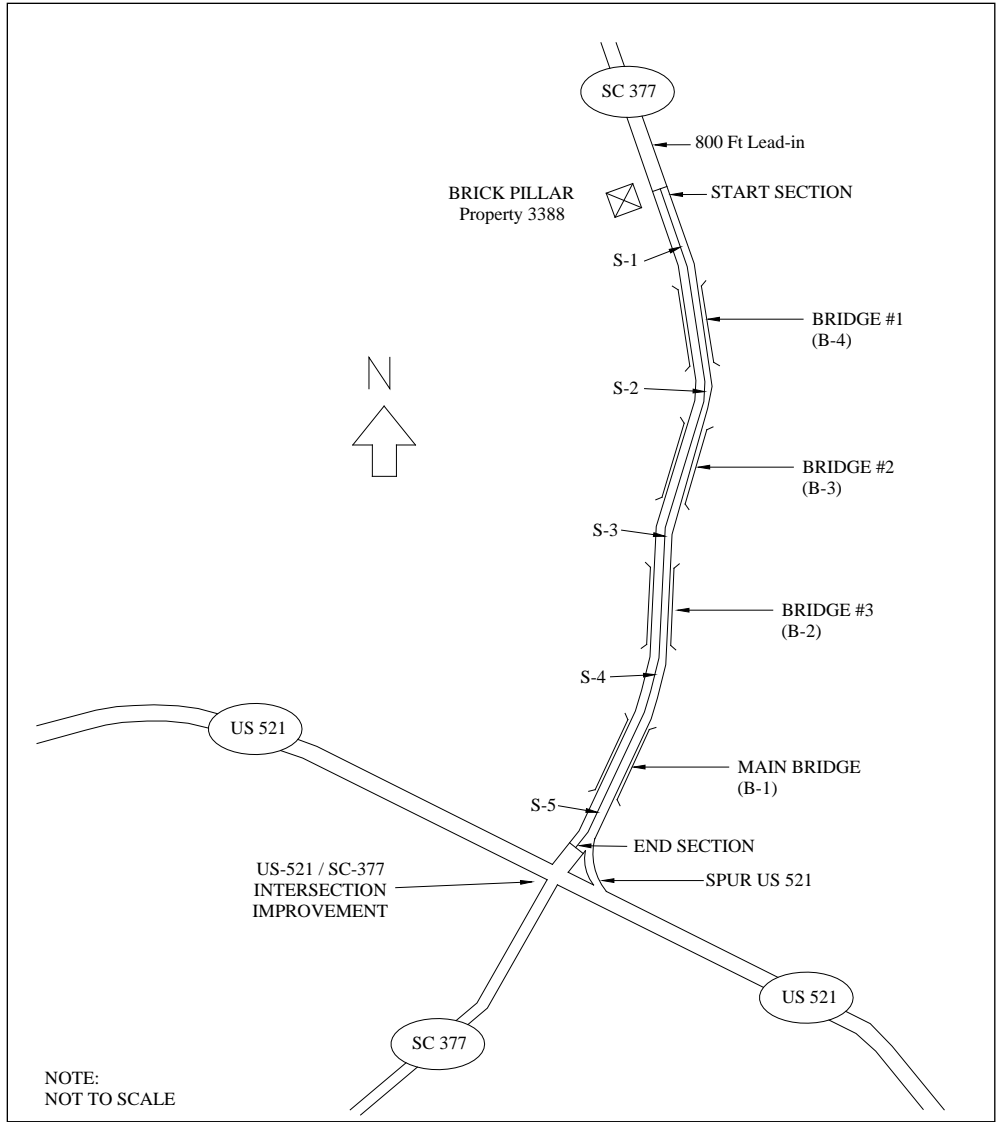 SC 377
800 Ft Lead-in
BRICK PILLAR
Property 3388
START SECTION
S-1
BRIDGE #1
(B-4)
N
S-2
BRIDGE #2
(B-3)
S-3
BRIDGE #3
(B-2)
S-4
US 521
MAIN BRIDGE
(B-1)
S-5
END SECTION
US-521 / SC-377
INTERSECTION
IMPROVEMENT
SPUR US 521
US 521
SC 377
NOTE:
NOT TO SCALE